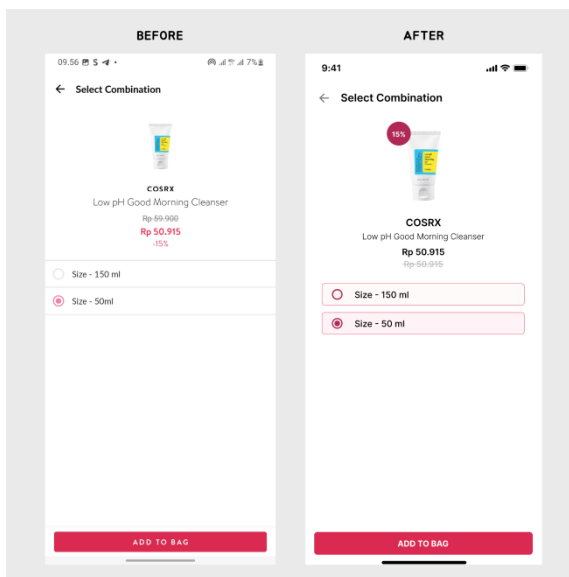 BEFORE
09.56 S
7%
← Select Combination
COSRX
Low pH Good Morning Cleanser
Rp 59.900
Rp 50.915
-15%
Size - 150 ml
Size - 50ml
ADD TO BAG
AFTER
9:41
← Select Combination
15%
COSRX
Low pH Good Morning Cleanser
Rp 50.915
Rp 50.915
Size - 150 ml
Size - 50 ml
ADD TO BAG